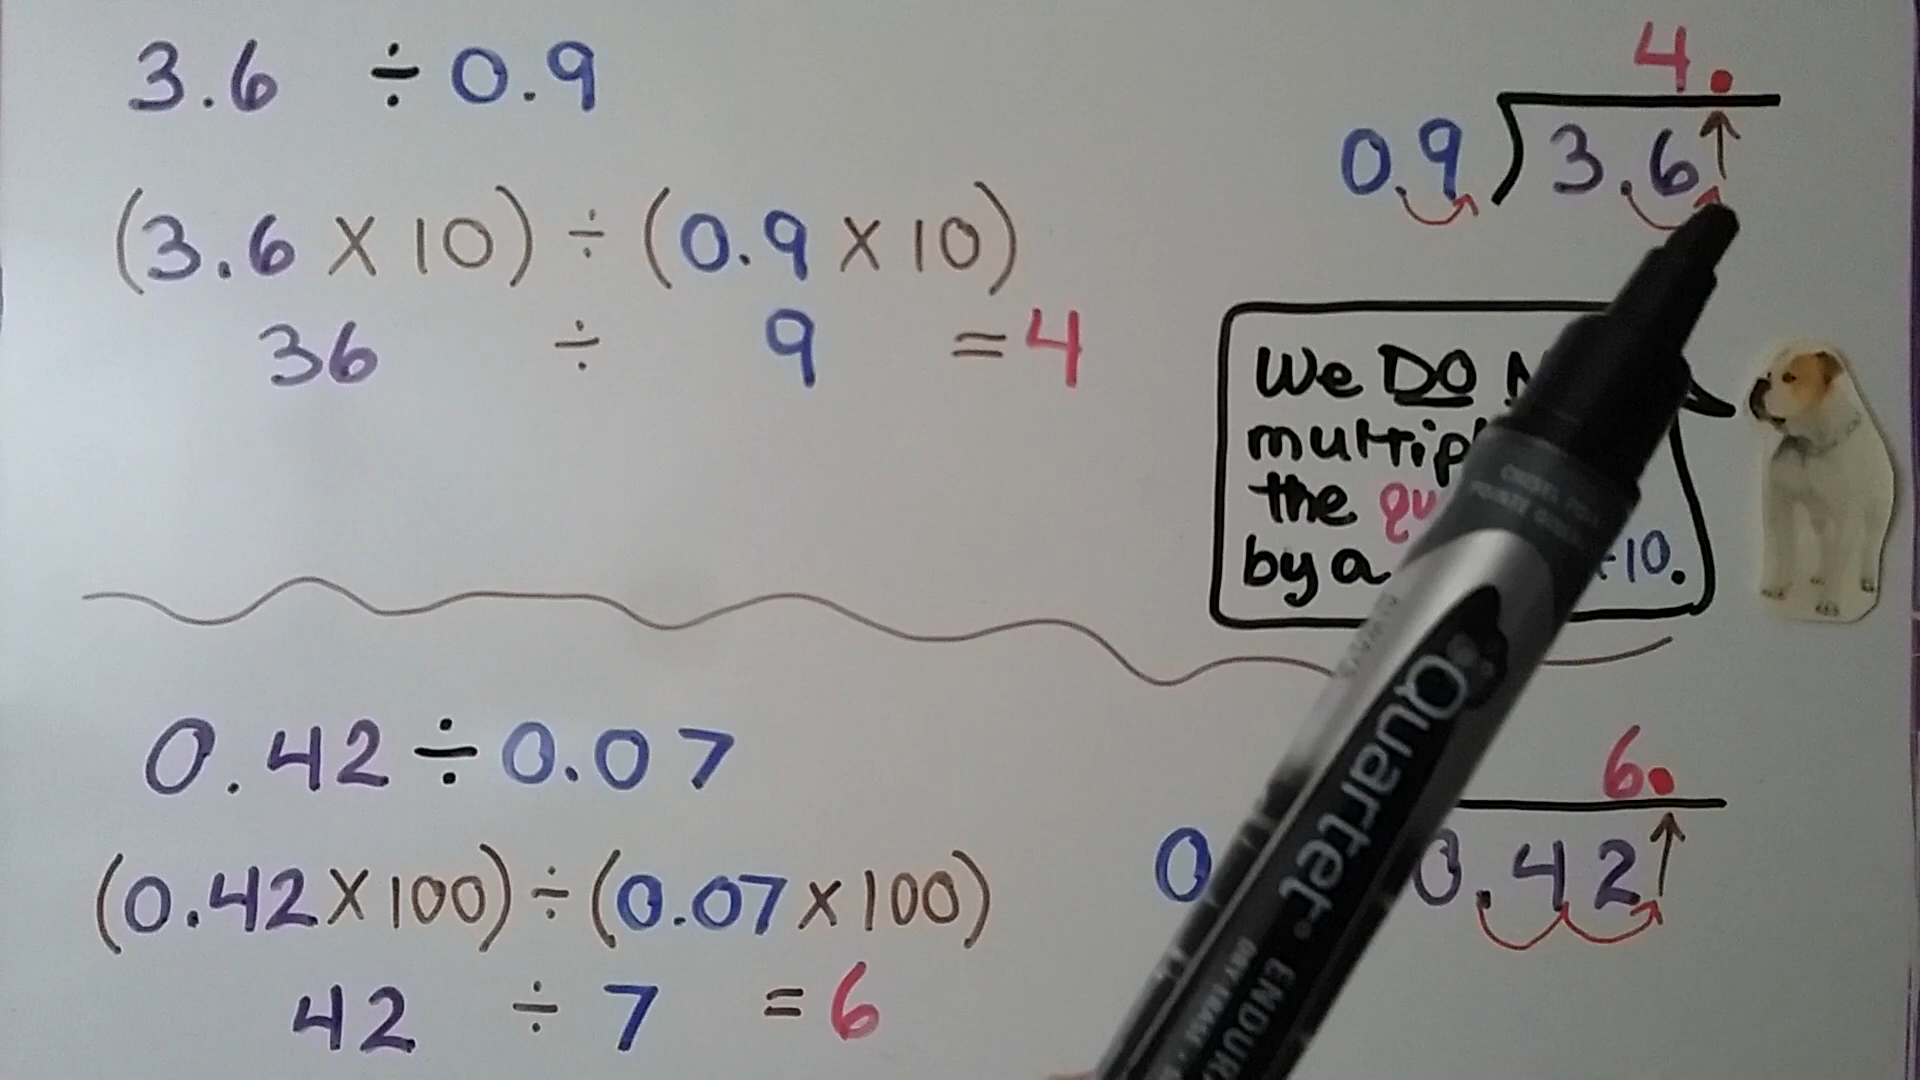 3.6 ÷ 0.9
(3.6 X 10) ÷ (0.9 X 10)
36 ÷ 9 = 4
4.
0.9 3.6
We DO
the
by a 10.
0.42 ÷ 0.07
(0.42 X 100) ÷ (0.07 X 100)
42 ÷ 7 = 6
6.
0 0.42
Quartet ENDURA